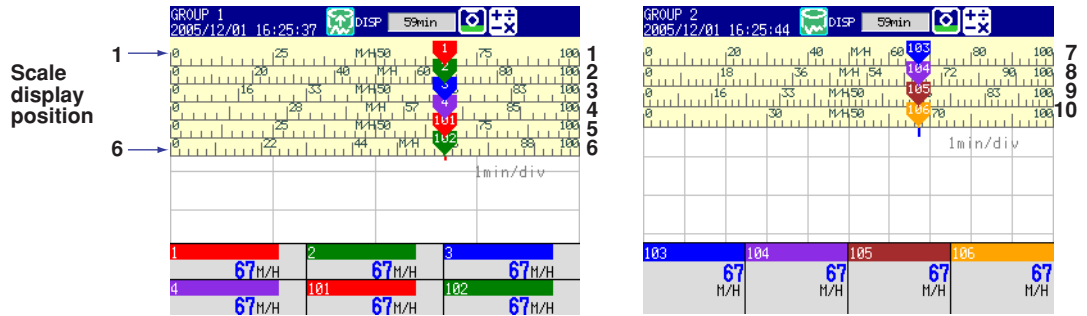 GROUP 1
2005/12/01 16:25:37
DISP
59min
Scale
display
position
1
0 25 M/H50 75 100
1
1
0 20 40 M/H 60 80 100
2
2
0 16 33 M/H50 83 100
3
3
0 28 M/H 57 85 100
4
4
0 25 M/H50 75 100
101
5
6
0 22 44 M/H 88 100
102
6
1min/div
1
67M/H
2
67M/H
3
67M/H
4
67M/H
101
67M/H
102
67M/H
GROUP 2
2005/12/01 16:25:44
DISP
59min
0 20 40 M/H 60 80 100
103
7
0 18 36 M/H 54 72 90 100
104
8
0 16 33 M/H50 83 100
105
9
0 30 M/H50 70 100
106
10
1min/div
103
67
M/H
104
67
M/H
105
67
M/H
106
67
M/H